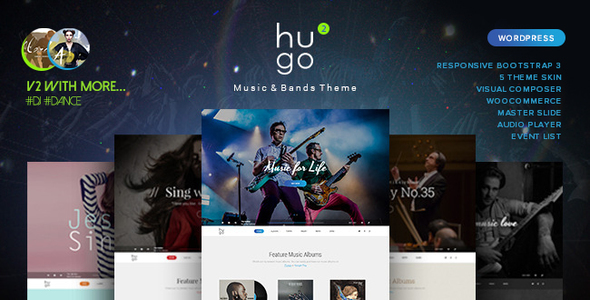 hu
2
go
Music & Bands Theme
V2 WITH MORE...
#DJ #DANCE
WORDPRESS
RESPONSIVE BOOTSTRAP 3
5 THEME SKIN
VISUAL COMPOSER
WOOCOMMERCE
MASTER SLIDE
AUDIO PLAYER
EVENT LIST
Music for Life
// Sing w
y No.35
Jes
Sin
music love
Feature Music Albums
e Albums